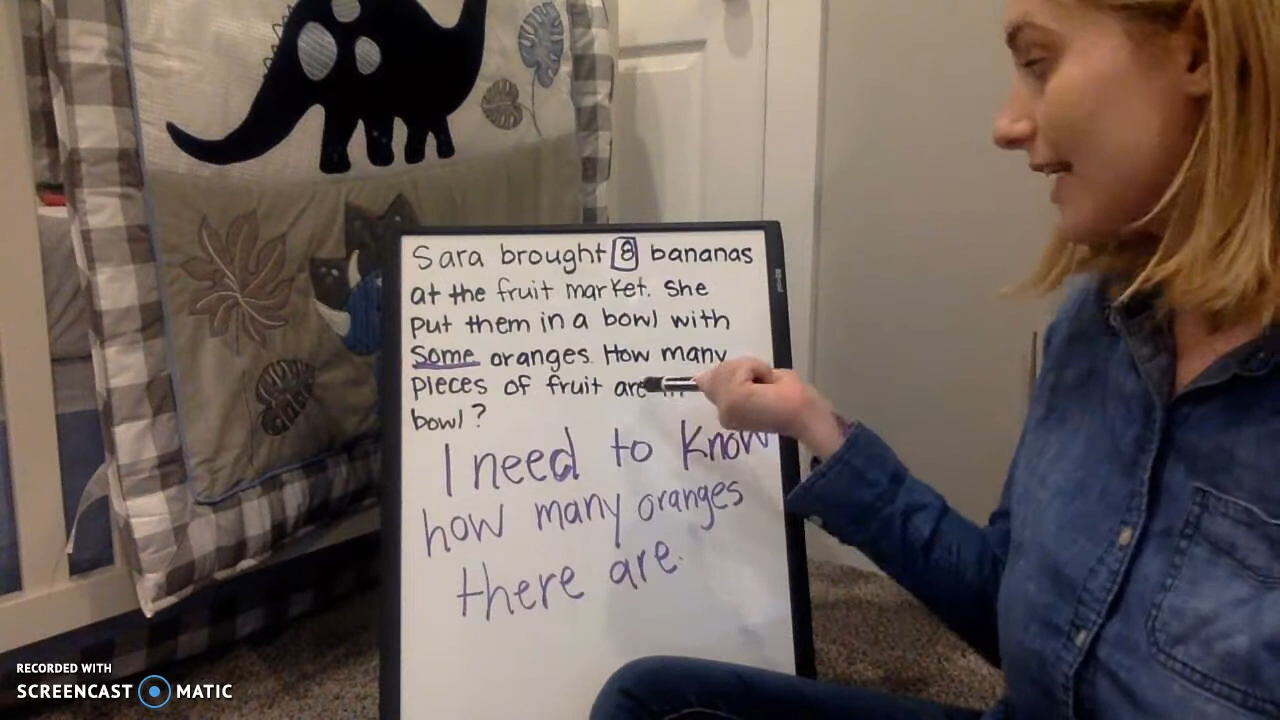 Sara brought 8 bananas
at the fruit market. She
put them in a bowl with
some oranges. How many
pieces of fruit are in
bowl?
I need to know
how many oranges
there are.
RECORDED WITH
SCREENCAST MATIC